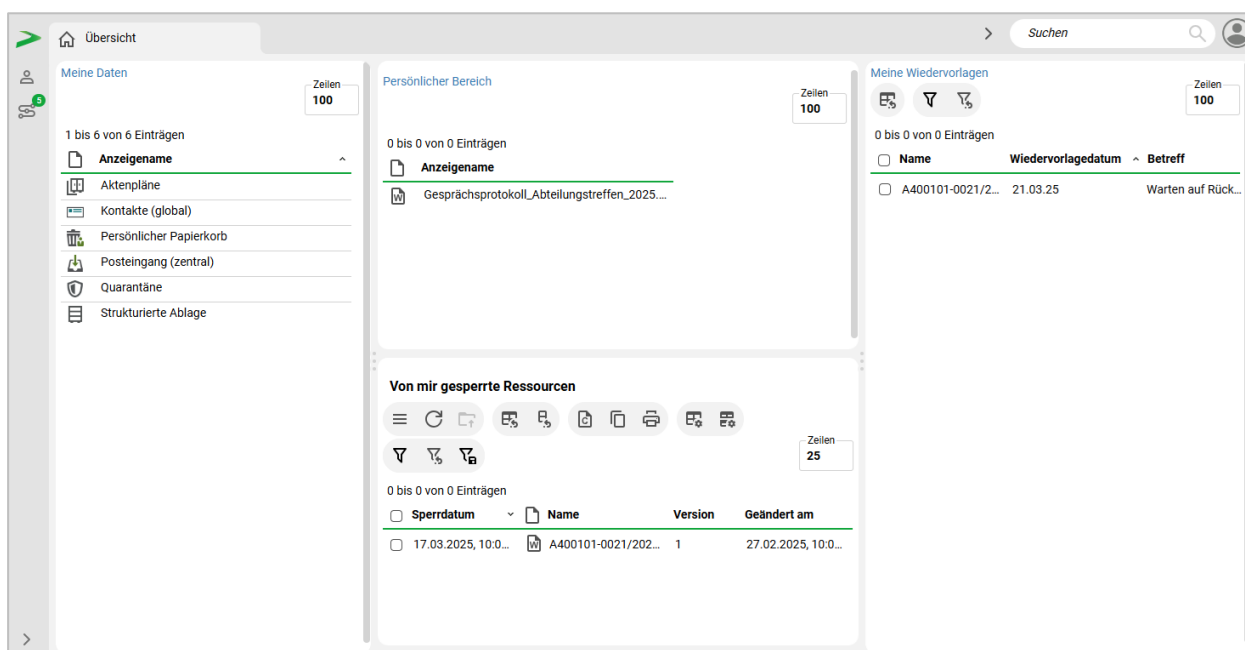 Übersicht
Suchen
5
Meine Daten
Zeilen
100
1 bis 6 von 6 Einträgen
Anzeigename
Aktenpläne
Kontakte (global)
Persönlicher Papierkorb
Posteingang (zentral)
Quarantäne
Strukturierte Ablage
Persönlicher Bereich
Zeilen
100
0 bis 0 von 0 Einträgen
Anzeigename
W Gesprächsprotokoll_Abteilungstreffen_2025....
Von mir gesperrte Ressourcen
C
Zeilen
25
0 bis 0 von 0 Einträgen
Sperrdatum Name Version Geändert am
17.03.2025, 10:0... W A400101-0021/202... 1 27.02.2025, 10:0...
Meine Wiedervorlagen
Zeilen
100
0 bis 0 von 0 Einträgen
Name Wiedervorlagedatum Betreff
A400101-0021/2... 21.03.25 Warten auf Rück...